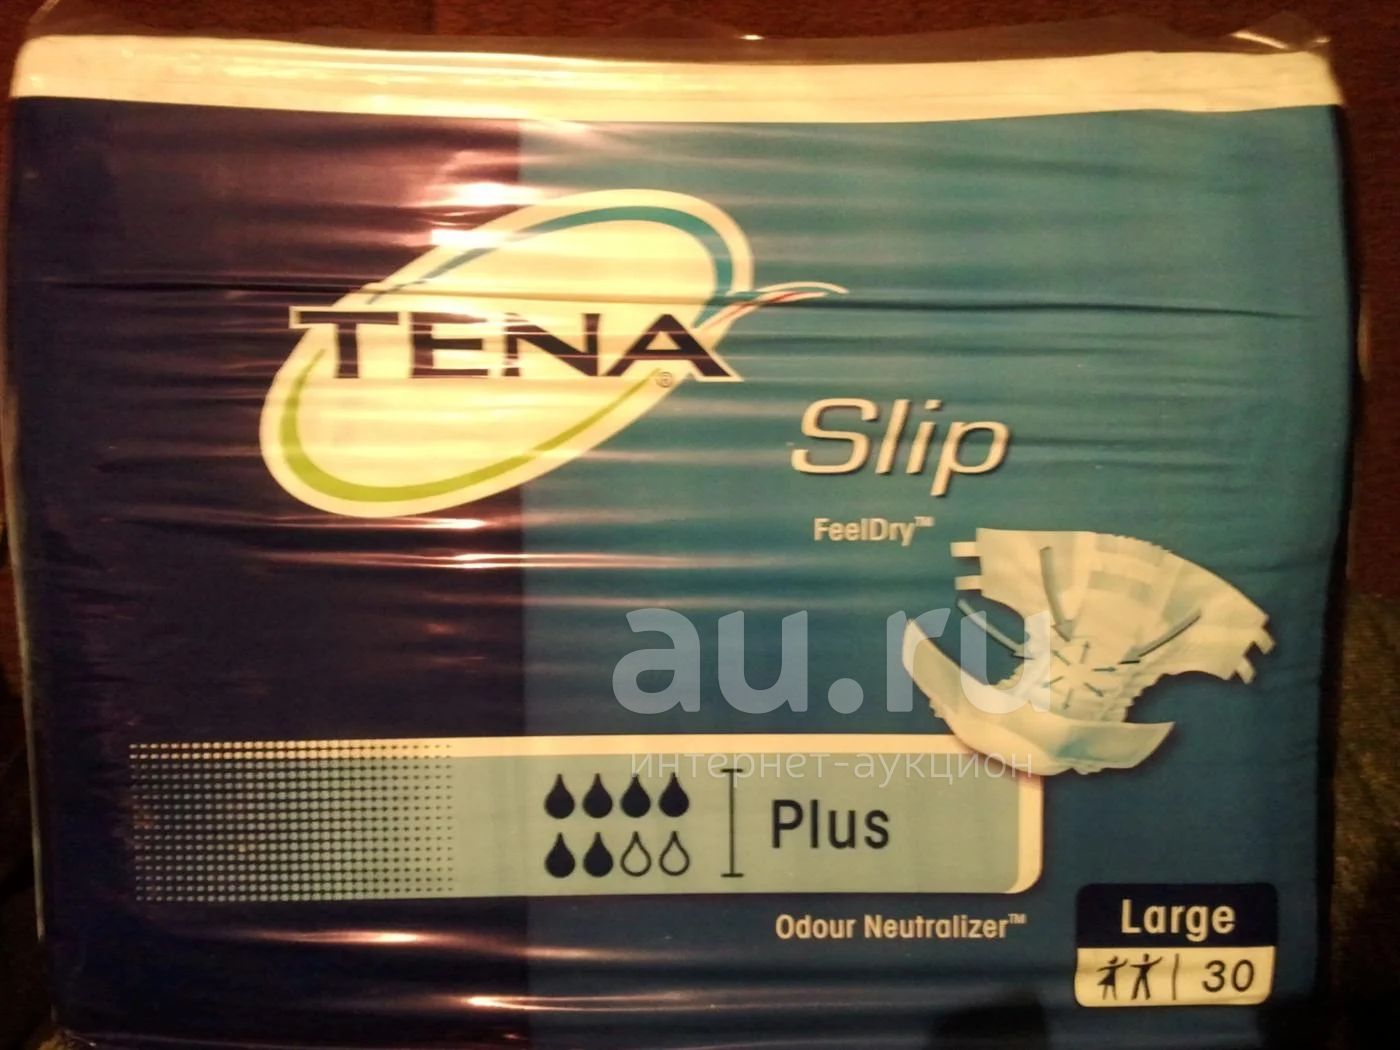 TENA®
Slip
FeelDry™
au.ru
интернет-аукцион
Plus
Odour Neutralizer™
Large
30